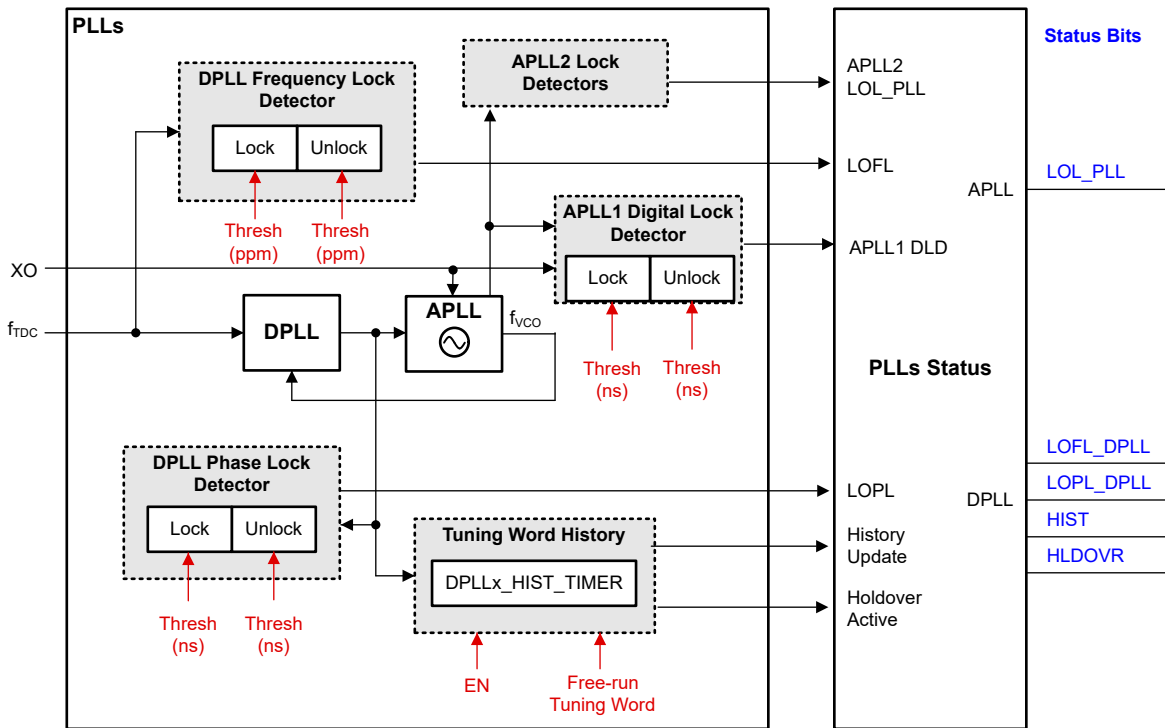 PLLs
DPLL Frequency Lock
Detector
Lock
Unlock
Thresh
(ppm)
Thresh
(ppm)
APLL2 Lock
Detectors
APLL1 Digital Lock
Detector
Lock
Unlock
Thresh
(ns)
Thresh
(ns)
XO
fTDC
DPLL
APLL
fVCO
DPLL Phase Lock
Detector
Lock
Unlock
Thresh
(ns)
Thresh
(ns)
Tuning Word History
DPLLx_HIST_TIMER
EN
Free-run
Tuning Word
APLL2
LOL_PLL
LOFL
APLL
APLL1 DLD
PLLs Status
LOPL
DPLL
History
Update
Holdover
Active
Status Bits
LOL_PLL
LOFL_DPLL
LOPL_DPLL
HIST
HLDOVR